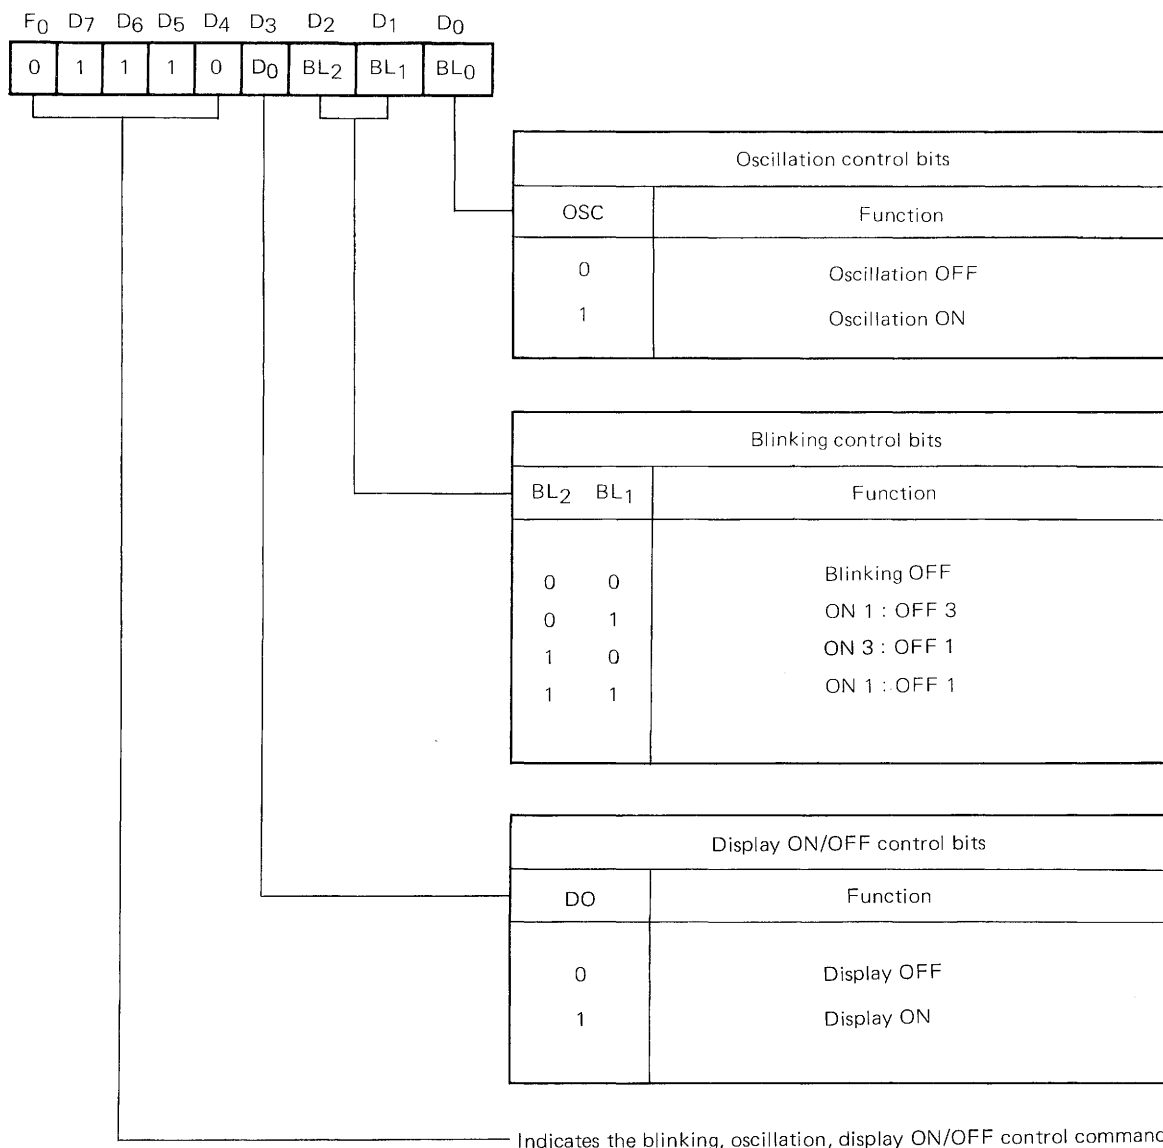 F0 D7 D6 D5 D4 D3 D2 D1 D0
0 1 1 1 0 D0 BL2 BL1 BL0
Oscillation control bits
OSC Function
0 Oscillation OFF
1 Oscillation ON
Blinking control bits
BL2 BL1 Function
0 0 Blinking OFF
0 1 ON 1 : OFF 3
1 0 ON 3 : OFF 1
1 1 ON 1 : OFF 1
Display ON/OFF control bits
DO Function
0 Display OFF
1 Display ON
Indicates the blinking, oscillation, display ON/OFF control command